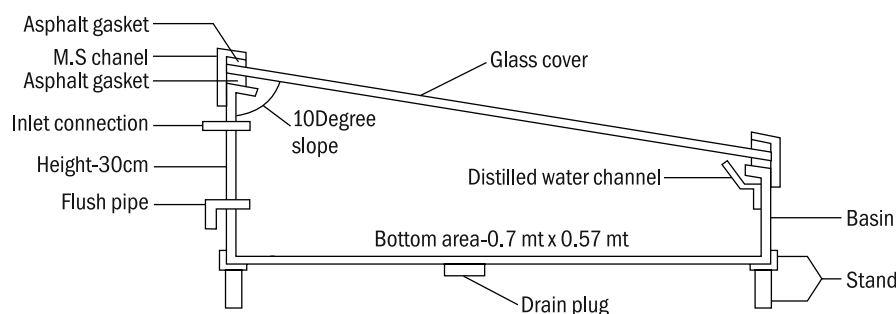 Asphalt gasket
M.S chanel
Asphalt gasket
Glass cover
Inlet connection
10Degree
slope
Height-30cm
Distilled water channel
Flush pipe
Basin
Bottom area-0.7 mt x 0.57 mt
Stand
Drain plug